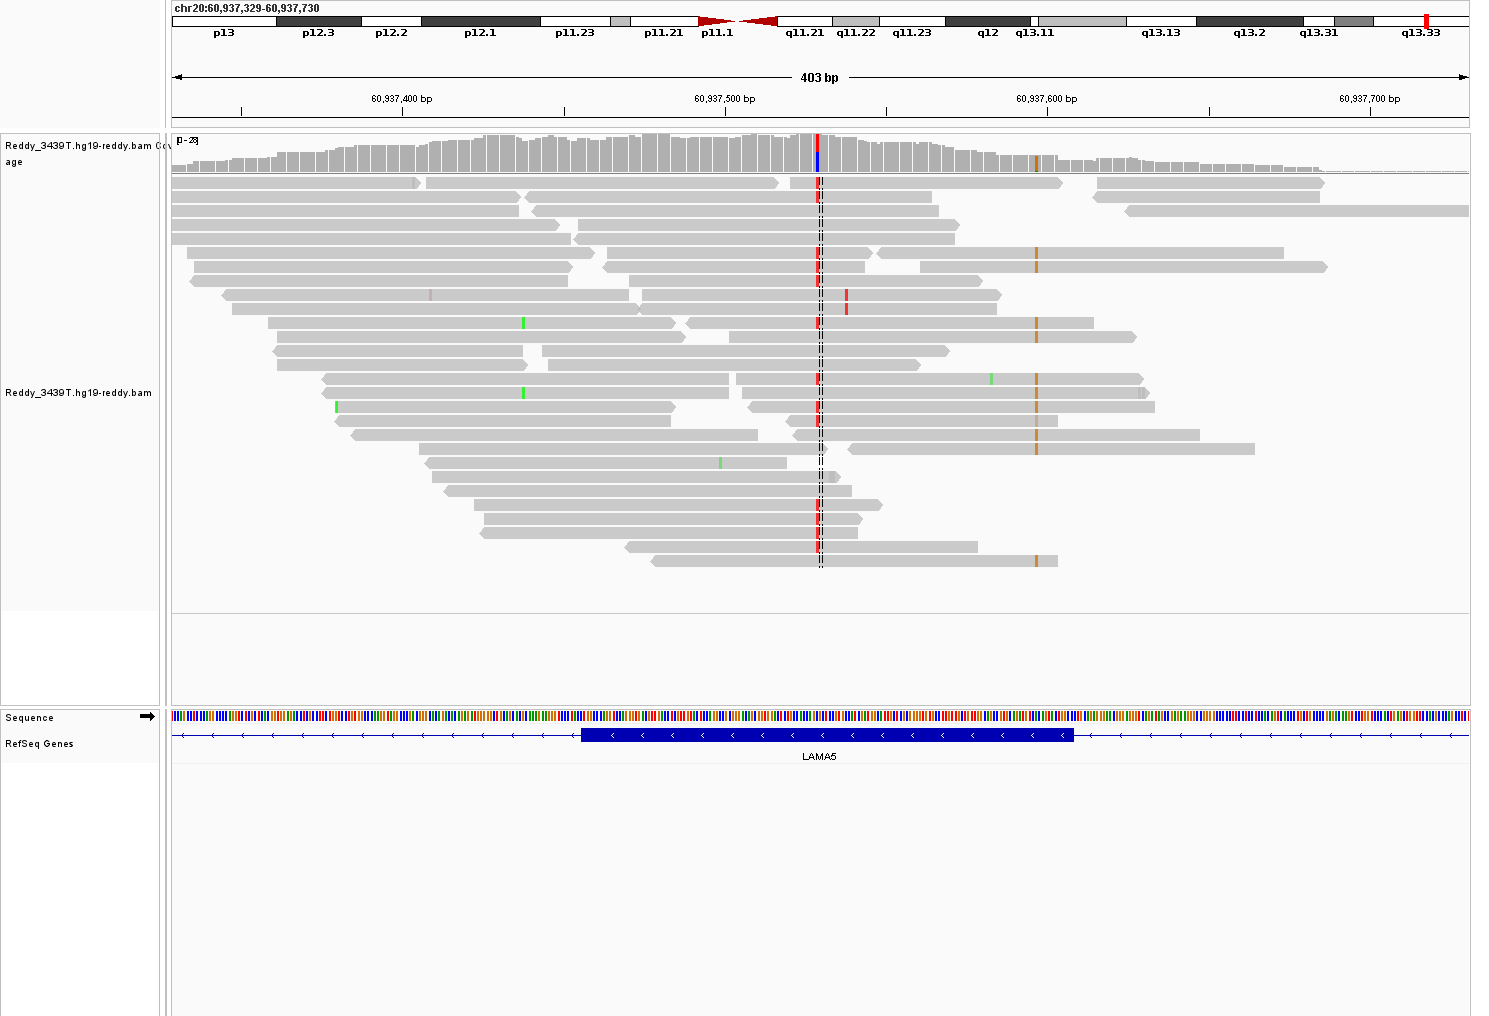 chr20:60,937,329-60,937,730
p13 p12.3 p12.2 p12.1 p11.23 p11.21 p11.1 q11.21 q11.22 q11.23 q12 q13.11 q13.13 q13.2 q13.31 q13.33
403 bp
60,937,400 bp 60,937,500 bp 60,937,600 bp 60,937,700 bp
Reddy_3439T.hg19-reddy.bam Cov
age
[0-28]
Reddy_3439T.hg19-reddy.bam
Sequence
RefSeq Genes
LAMA5